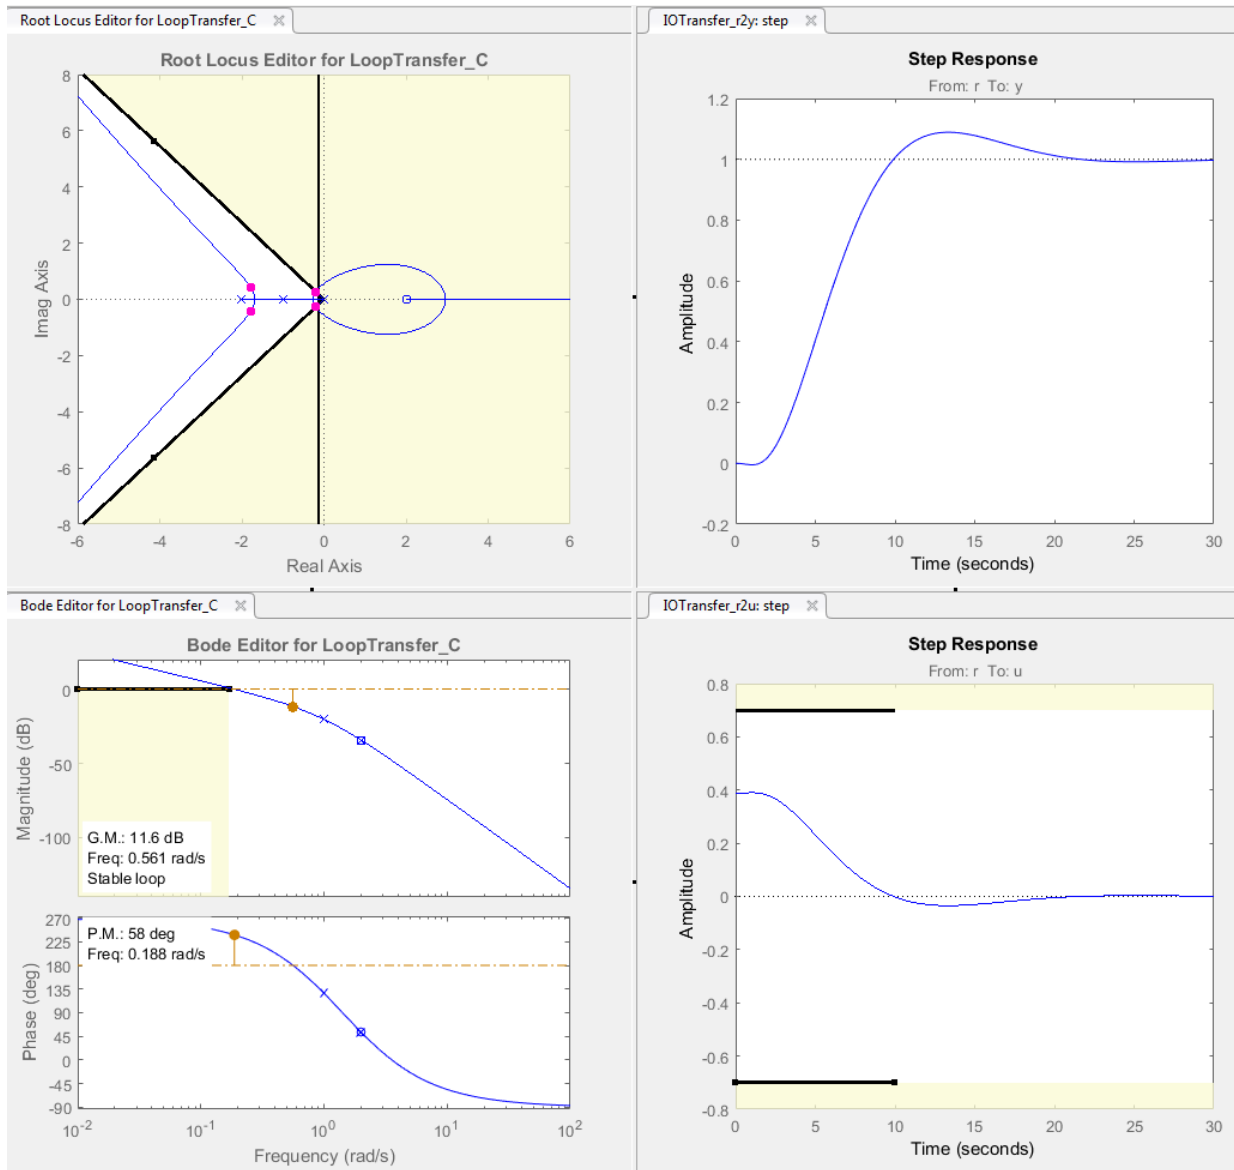 Root Locus Editor for LoopTransfer_C
Root Locus Editor for LoopTransfer_C
8
6
4
2
0
-2
-4
-6
-8
Imag Axis
-6
-4
-2
0
2
4
6
Real Axis
IOTransfer_r2y: step
Step Response
From: r To: y
1.2
1
0.8
0.6
0.4
0.2
0
-0.2
Amplitude
0
5
10
15
20
25
30
Time (seconds)
Bode Editor for LoopTransfer_C
Bode Editor for LoopTransfer_C
0
-50
-100
Magnitude (dB)
G.M.: 11.6 dB
Freq: 0.561 rad/s
Stable loop
270
225
180
135
90
45
0
-45
-90
Phase (deg)
P.M.: 58 deg
Freq: 0.188 rad/s
10^-2
10^-1
10^0
10^1
10^2
Frequency (rad/s)
IOTransfer_r2u: step
Step Response
From: r To: u
0.8
0.6
0.4
0.2
0
-0.2
-0.4
-0.6
-0.8
Amplitude
0
5
10
15
20
25
30
Time (seconds)